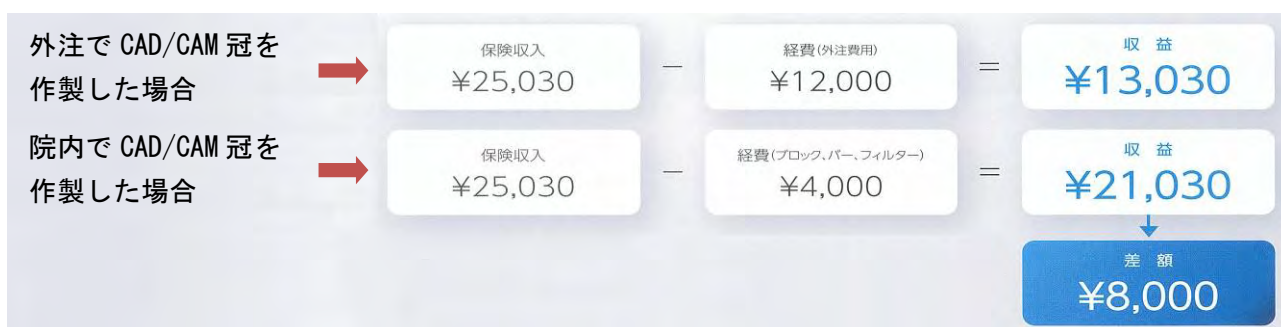 外注で CAD/CAM 冠を
作製した場合
保険収入
¥25,030
−
経費(外注費用)
¥12,000
=
収 益
¥13,030
院内で CAD/CAM 冠を
作製した場合
保険収入
¥25,030
−
経費(ブロック、バー、フィルター)
¥4,000
=
収 益
¥21,030
差 額
¥8,000